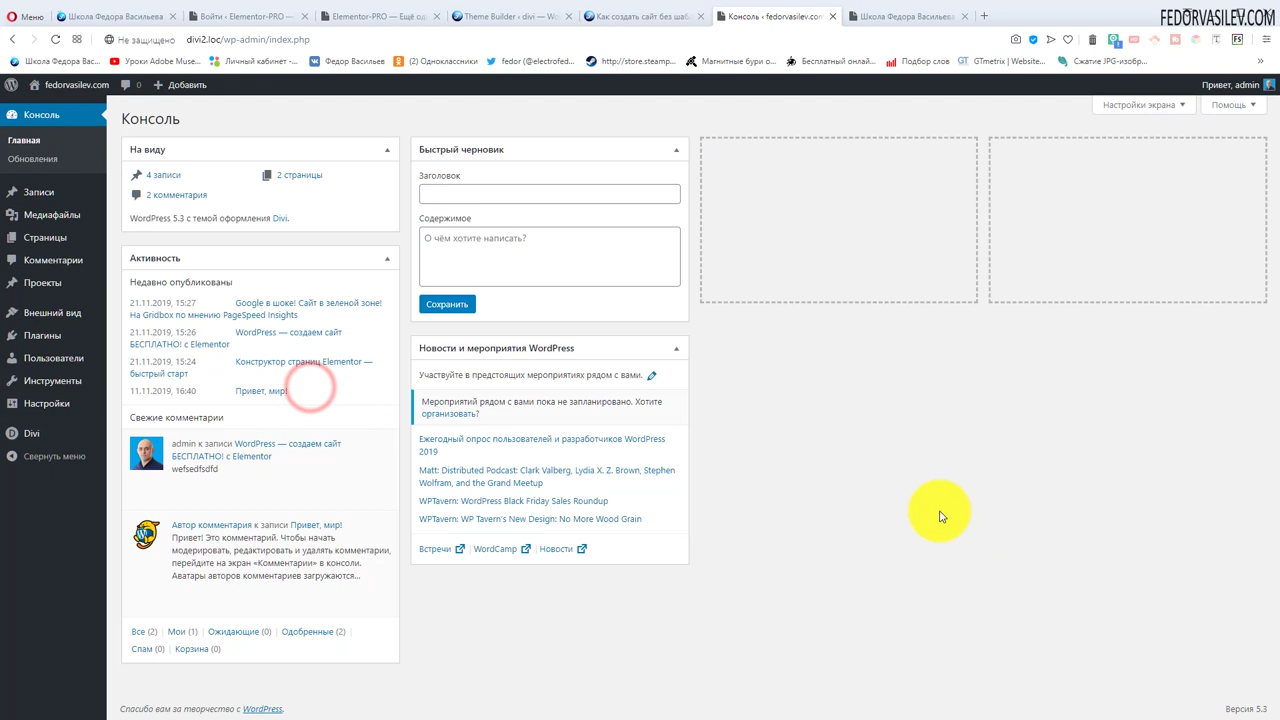 Меню
Школа Федора Васильева
Войти ‹ Elementor-PRO —
Elementor-PRO — Ещё од
Theme Builder ‹ divi — W
Как создать сайт без шаб
Консоль ‹ fedorvasilev.com
Школа Федора Васильева
FEDORVASILEV.COM
Не защищено
divi2.loc/wp-admin/index.php
Школа Федора Вас...
Уроки Adobe Muse...
Личный кабинет -...
Федор Васильев
(2) Одноклассники
fedor (@electrofed...
http://store.steamp...
Магнитные бури о...
Бесплатный онлай...
Подбор слов
GTmetrix | Website...
Сжатие JPG-изобр...
fedorvasilev.com
0
Добавить
Привет, admin
Консоль
Главная
Обновления
Записи
Медиафайлы
Страницы
Комментарии
Проекты
Внешний вид
Плагины
Пользователи
Инструменты
Настройки
Divi
Свернуть меню
Консоль
Настройки экрана
Помощь
На виду
4 записи
2 страницы
2 комментария
WordPress 5.3 с темой оформления Divi.
Активность
Недавно опубликованы
21.11.2019, 15:27 Google в шоке! Сайт в зеленой зоне!
На Gridbox по мнению PageSpeed Insights
21.11.2019, 15:26 WordPress — создаем сайт
БЕСПЛАТНО! с Elementor
21.11.2019, 15:24 Конструктор страниц Elementor —
быстрый старт
11.11.2019, 16:40 Привет, мир!
Свежие комментарии
admin к записи WordPress — создаем сайт
БЕСПЛАТНО! с Elementor
wefsedfsdfd
Автор комментария к записи Привет, мир!
Привет! Это комментарий. Чтобы начать
модерировать, редактировать и удалять комментарии,
перейдите на экран «Комментарии» в консоли.
Аватары авторов комментариев загружаются...
Все (2) | Мои (1) | Ожидающие (0) | Одобренные (2) |
Спам (0) | Корзина (0)
Быстрый черновик
Заголовок
Содержимое
О чём хотите написать?
Сохранить
Новости и мероприятия WordPress
Участвуйте в предстоящих мероприятиях рядом с вами.
Мероприятий рядом с вами пока не запланировано. Хотите
организовать?
Ежегодный опрос пользователей и разработчиков WordPress
2019
Matt: Distributed Podcast: Clark Valberg, Lydia X. Z. Brown, Stephen
Wolfram, and the Grand Meetup
WPTavern: WordPress Black Friday Sales Roundup
WPTavern: WP Tavern's New Design: No More Wood Grain
Встречи | WordCamp | Новости
Спасибо вам за творчество с WordPress.
Версия 5.3